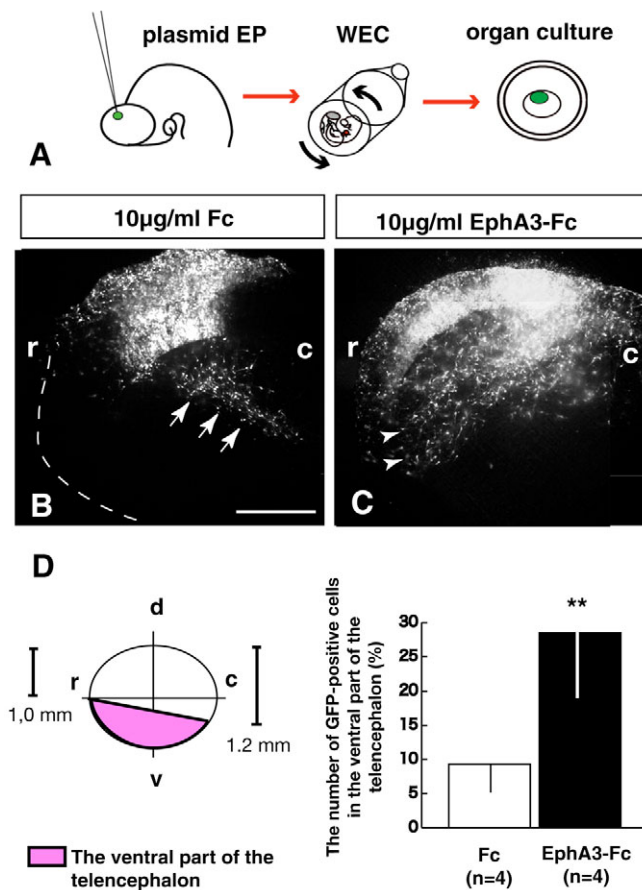 plasmid EP
WEC
organ culture
A
10µg/ml Fc
10µg/ml EphA3-Fc
r
c
B
r
c
C
D
d
r
c
v
1,0 mm
1.2 mm
The ventral part of the
telencephalon
The number of GFP-positive cells
in the ventral part of the
telencephalon (%)
30
25
20
15
10
5
0
**
Fc
(n=4)
EphA3-Fc
(n=4)